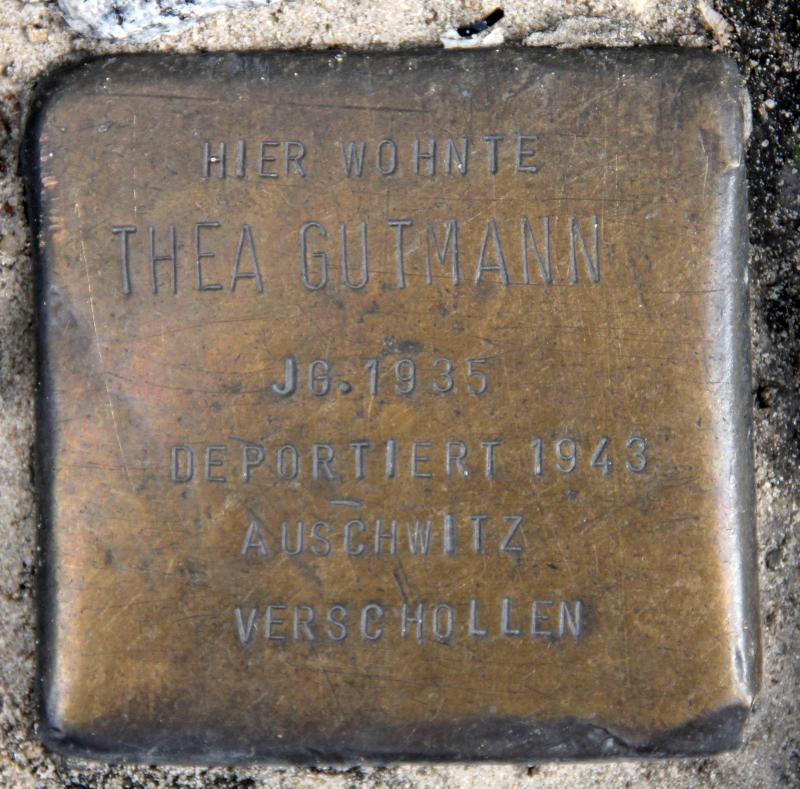 HIER WOHNTE
THEA GUTMANN
JG. 1935
DEPORTIERT 1943
AUSCHWITZ
VERSCHOLLEN